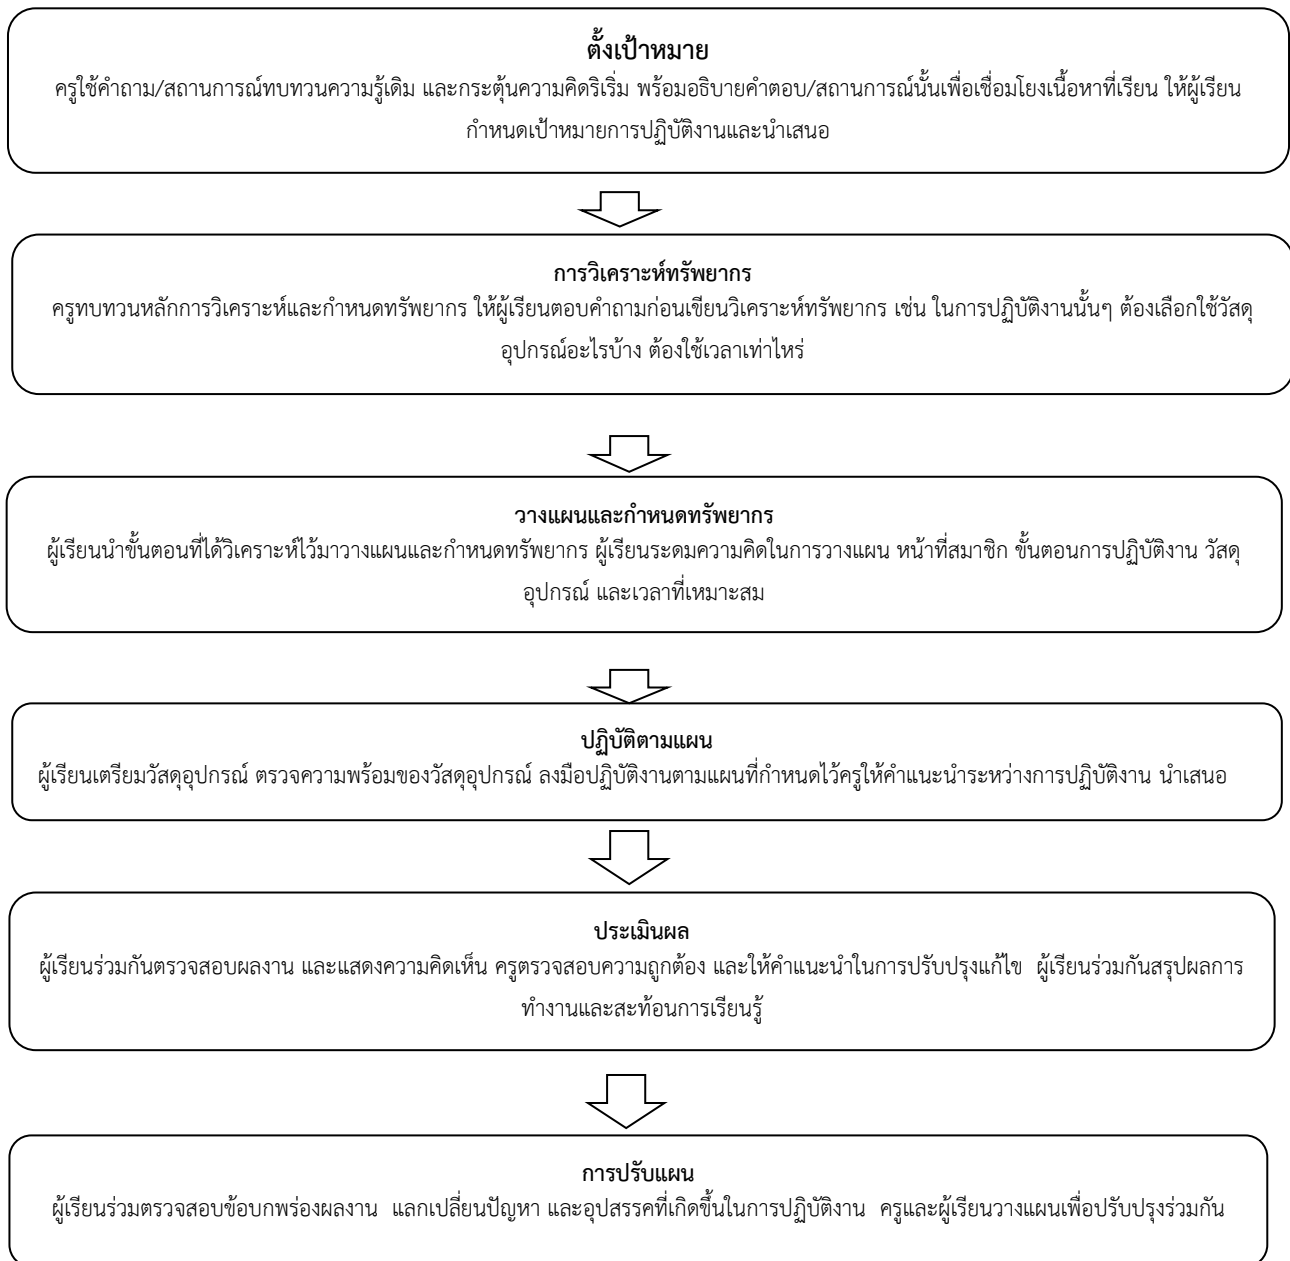 ตั้งเป้าหมาย
ครูใช้คำถาม/สถานการณ์ทบทวนความรู้เดิม และกระตุ้นความคิดริเริ่ม พร้อมอธิบายคำตอบ/สถานการณ์นั้นเพื่อเชื่อมโยงเนื้อหาที่เรียน ให้ผู้เรียน
กำหนดเป้าหมายการปฏิบัติงานและนำเสนอ
การวิเคราะห์ทรัพยากร
ครูทบทวนหลักการวิเคราะห์และกำหนดทรัพยากร ให้ผู้เรียนตอบคำถามก่อนเขียนวิเคราะห์ทรัพยากร เช่น ในการปฏิบัติงานนั้นๆ ต้องเลือกใช้วัสดุ
อุปกรณ์อะไรบ้าง ต้องใช้เวลาเท่าไหร่
วางแผนและกำหนดทรัพยากร
ผู้เรียนนำขั้นตอนที่ได้วิเคราะห์ไว้มาวางแผนและกำหนดทรัพยากร ผู้เรียนระดมความคิดในการวางแผน หน้าที่สมาชิก ขั้นตอนการปฏิบัติงาน วัสดุ
อุปกรณ์ และเวลาที่เหมาะสม
ปฏิบัติตามแผน
ผู้เรียนเตรียมวัสดุอุปกรณ์ ตรวจความพร้อมของวัสดุอุปกรณ์ ลงมือปฏิบัติงานตามแผนที่กำหนดไว้ครูให้คำแนะนำระหว่างการปฏิบัติงาน นำเสนอ
ประเมินผล
ผู้เรียนร่วมกันตรวจสอบผลงาน และแสดงความคิดเห็น ครูตรวจสอบความถูกต้อง และให้คำแนะนำในการปรับปรุงแก้ไข  ผู้เรียนร่วมกันสรุปผลการ
ทำงานและสะท้อนการเรียนรู้
การปรับแผน
ผู้เรียนร่วมตรวจสอบข้อบกพร่องผลงาน  แลกเปลี่ยนปัญหา และอุปสรรคที่เกิดขึ้นในการปฏิบัติงาน  ครูและผู้เรียนวางแผนเพื่อปรับปรุงร่วมกัน